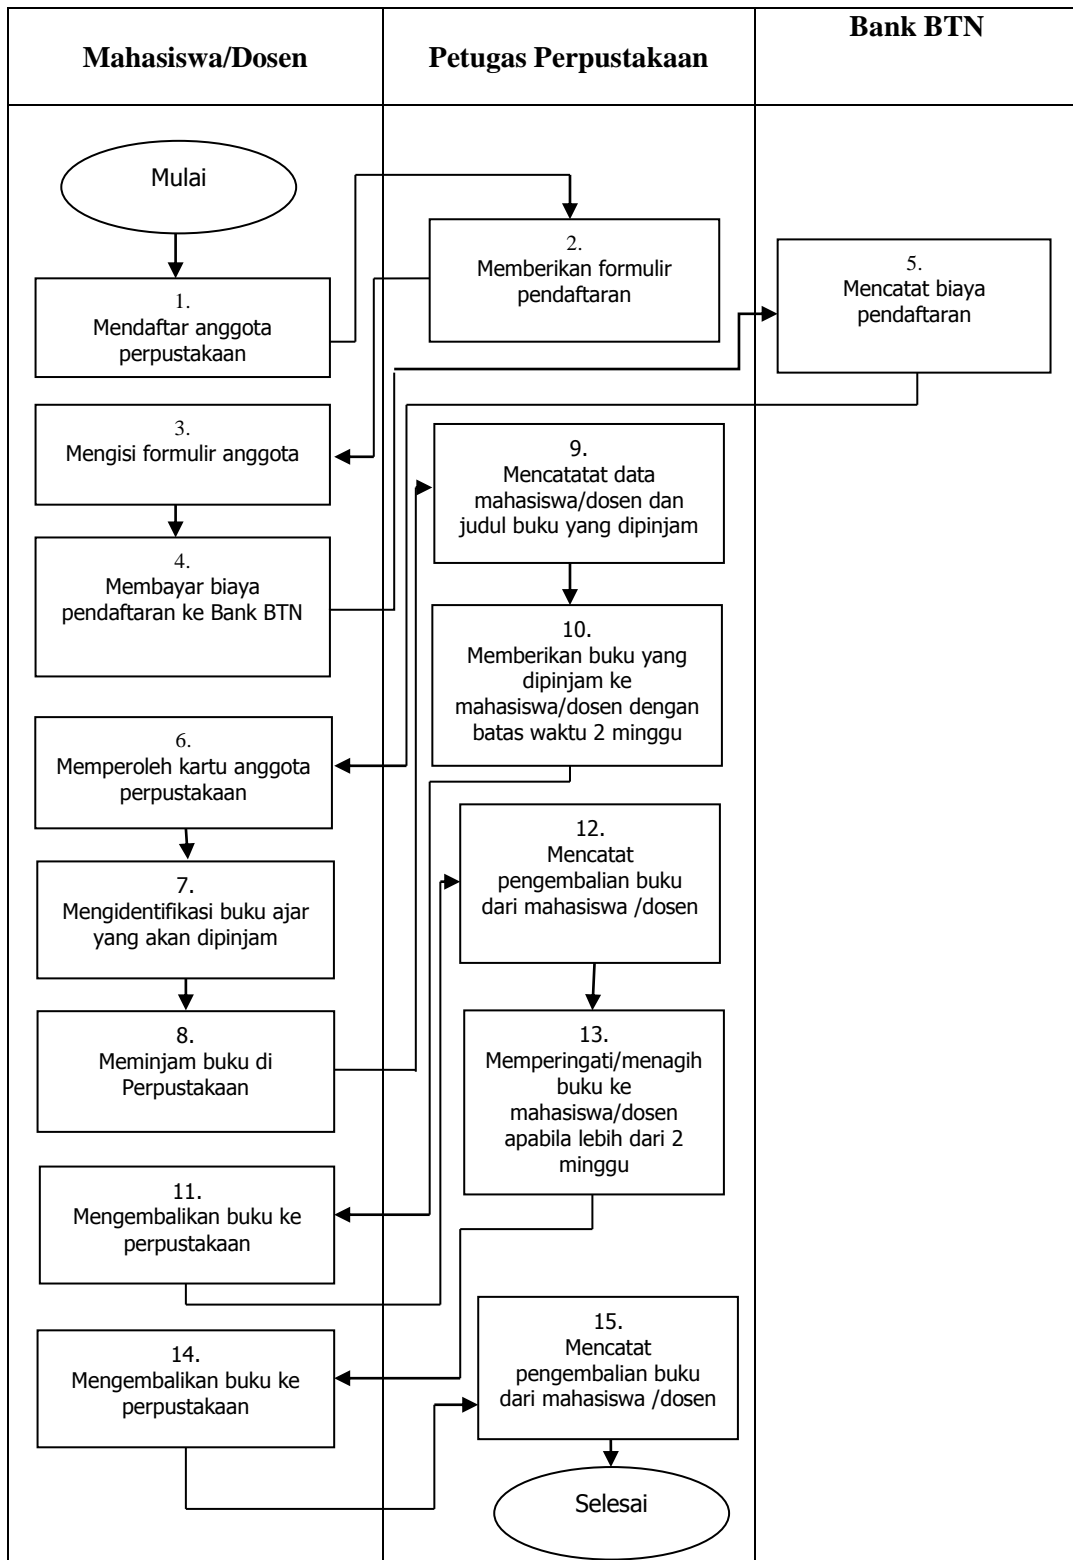 Mahasiswa/Dosen
Petugas Perpustakaan
Bank BTN
Mulai
1.
Mendaftar anggota
perpustakaan
2.
Memberikan formulir
pendaftaran
3.
Mengisi formulir anggota
4.
Membayar biaya
pendaftaran ke Bank BTN
5.
Mencatat biaya
pendaftaran
6.
Memperoleh kartu anggota
perpustakaan
7.
Mengidentifikasi buku ajar
yang akan dipinjam
8.
Meminjam buku di
Perpustakaan
9.
Mencatatat data
mahasiswa/dosen dan
judul buku yang dipinjam
10.
Memberikan buku yang
dipinjam ke
mahasiswa/dosen dengan
batas waktu 2 minggu
11.
Mengembalikan buku ke
perpustakaan
12.
Mencatat
pengembalian buku
dari mahasiswa /dosen
13.
Memperingati/menagih
buku ke
mahasiswa/dosen
apabila lebih dari 2
minggu
14.
Mengembalikan buku ke
perpustakaan
15.
Mencatat
pengembalian buku
dari mahasiswa /dosen
Selesai